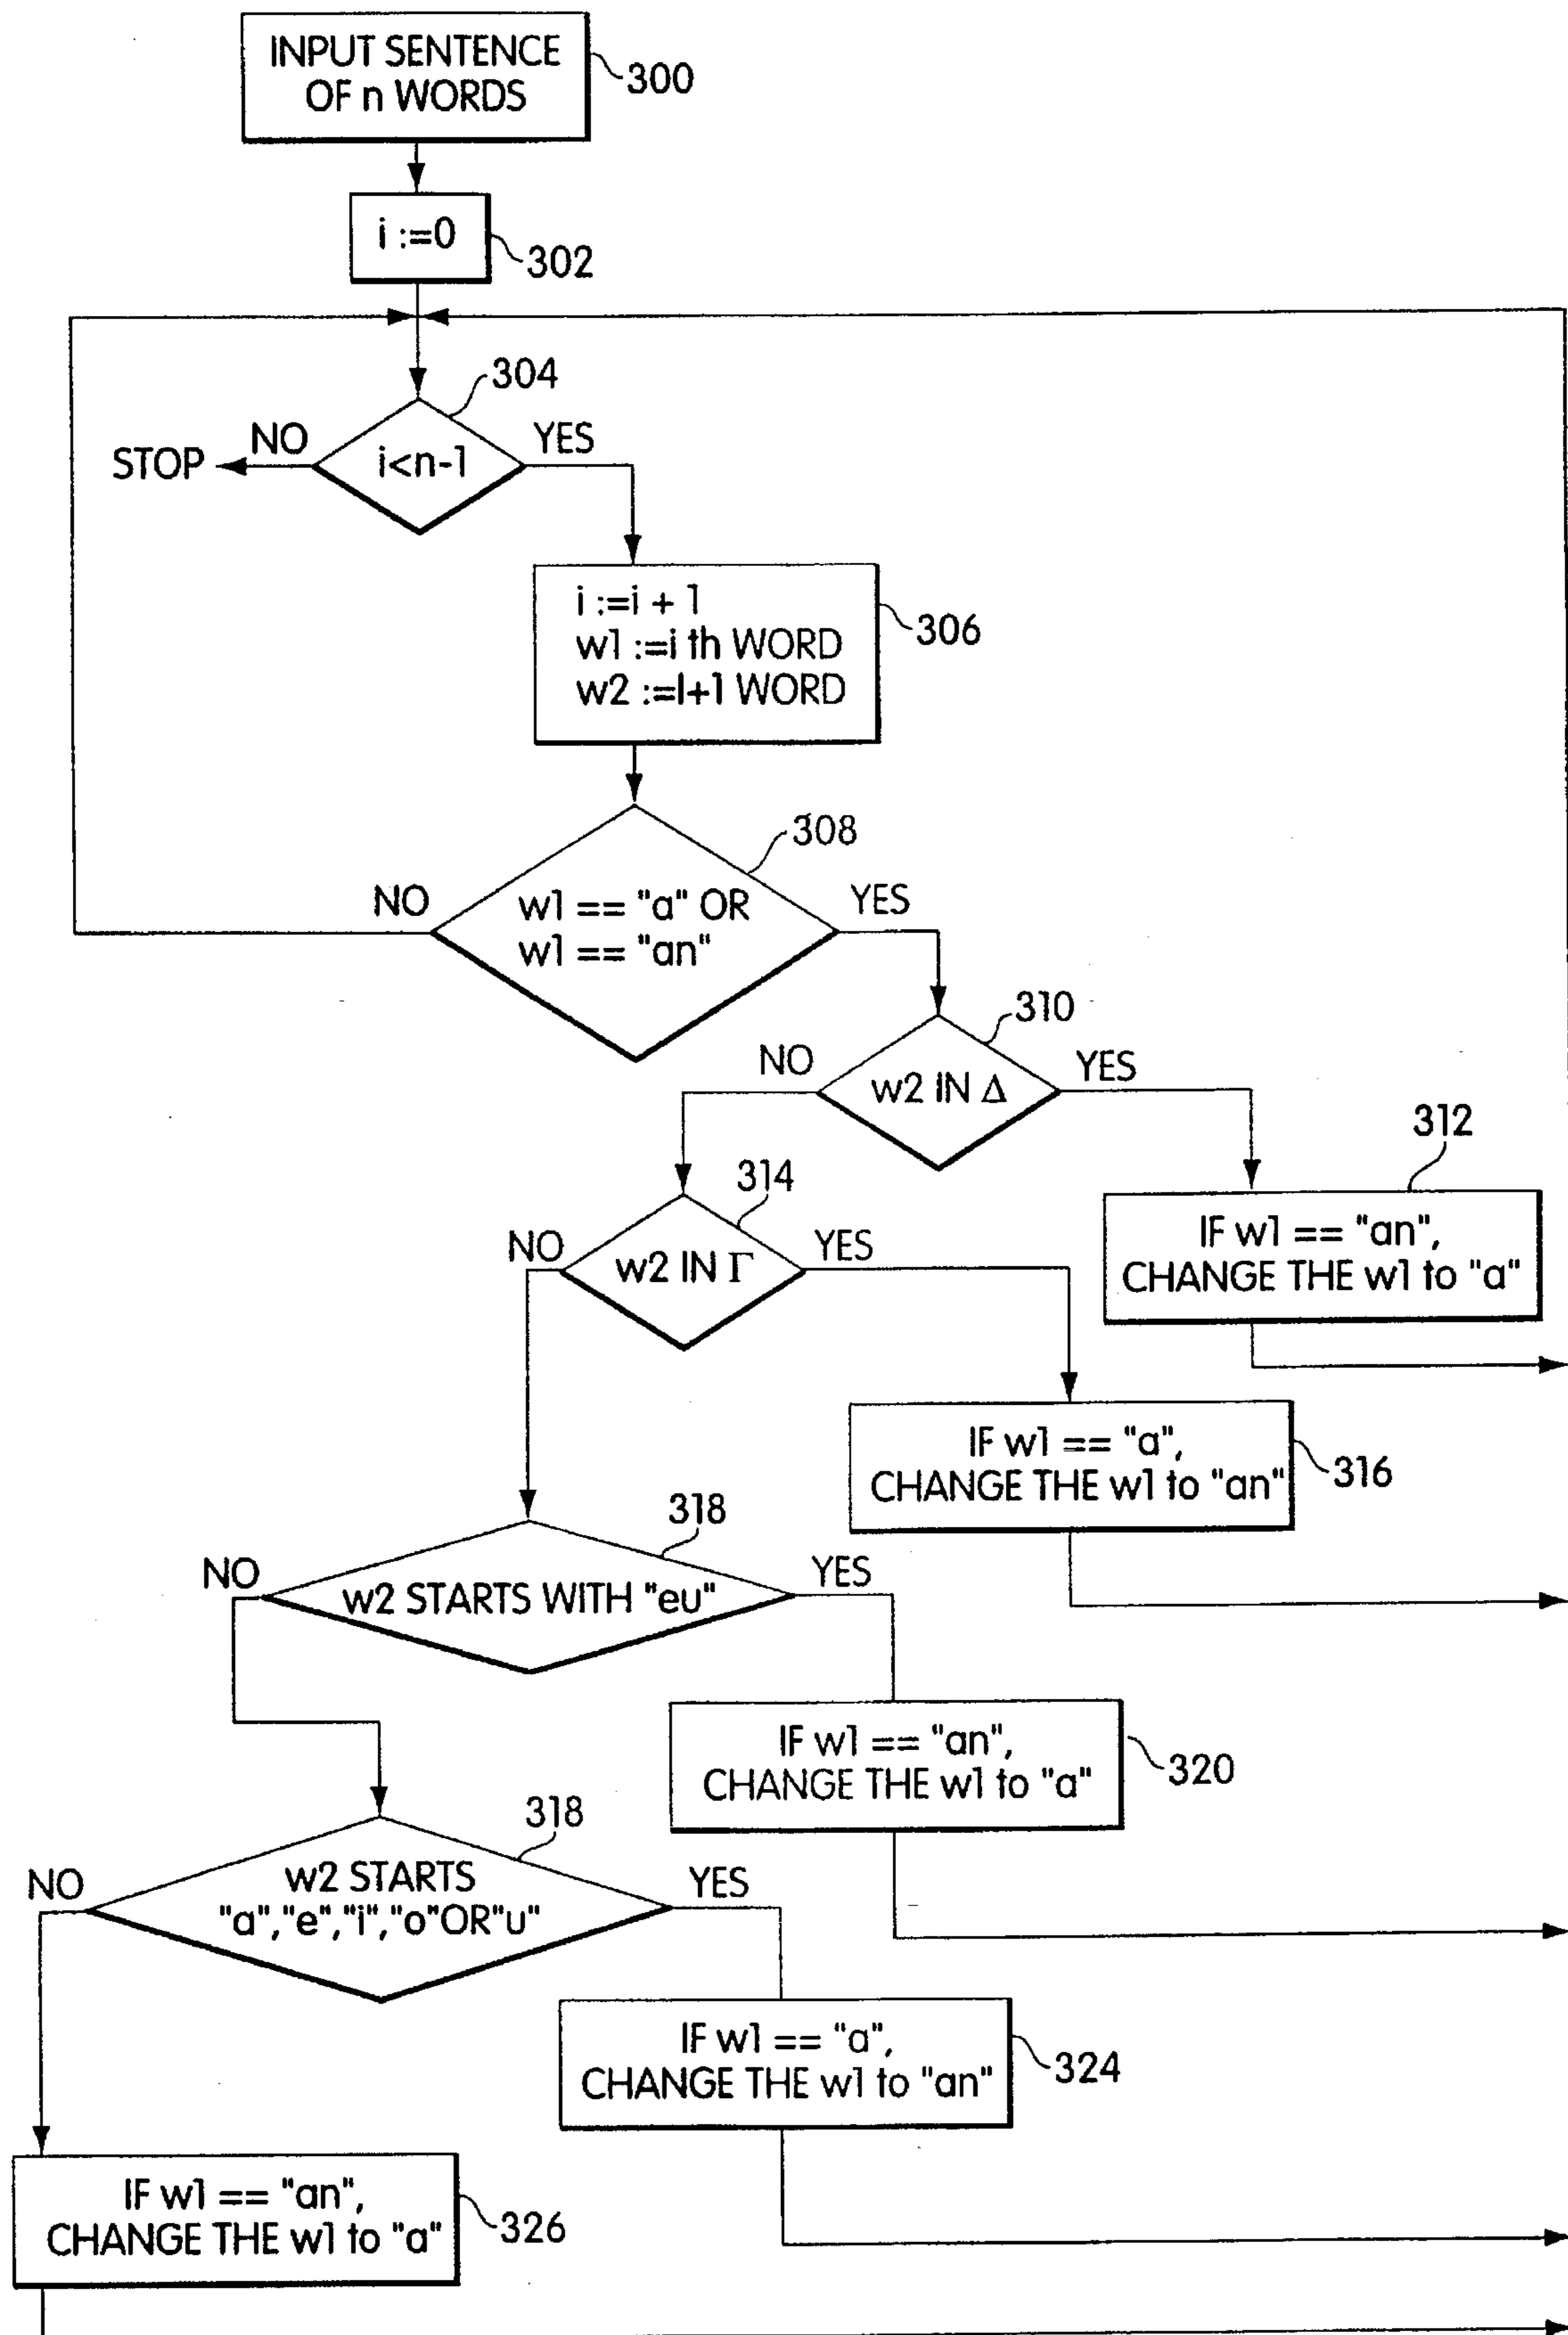 INPUT SENTENCE
OF n WORDS
300
i :=0
302
304
STOP
NO
i<n-1
YES
i :=i + 1
w1 :=i th WORD
w2 :=I+1 WORD
306
308
NO
w1 == "a" OR
w1 == "an"
YES
310
NO
w2 IN Δ
YES
312
IF w1 == "an",
CHANGE THE w1 to "a"
314
NO
w2 IN Γ
YES
IF w1 == "a",
CHANGE THE w1 to "an"
316
318
NO
w2 STARTS WITH "eu"
YES
IF w1 == "an",
CHANGE THE w1 to "a"
320
318
NO
w2 STARTS
"a","e","i","o"OR"u"
YES
IF w1 == "a",
CHANGE THE w1 to "an"
324
IF w1 == "an",
CHANGE THE w1 to "a"
326